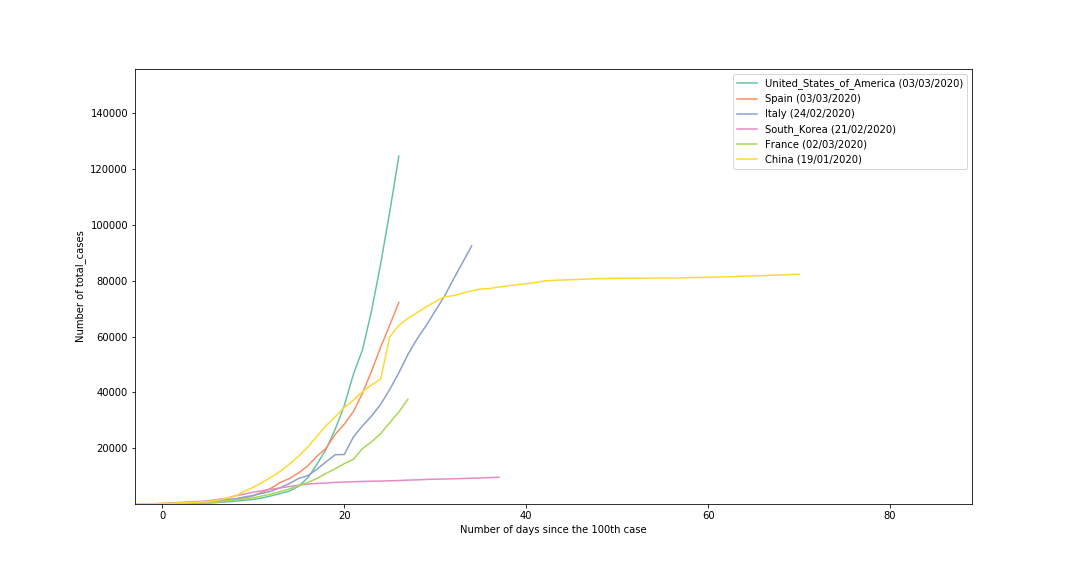 United_States_of_America (03/03/2020)
Spain (03/03/2020)
Italy (24/02/2020)
South_Korea (21/02/2020)
France (02/03/2020)
China (19/01/2020)
Number of total_cases
140000
120000
100000
80000
60000
40000
20000
0 20 40 60 80
Number of days since the 100th case